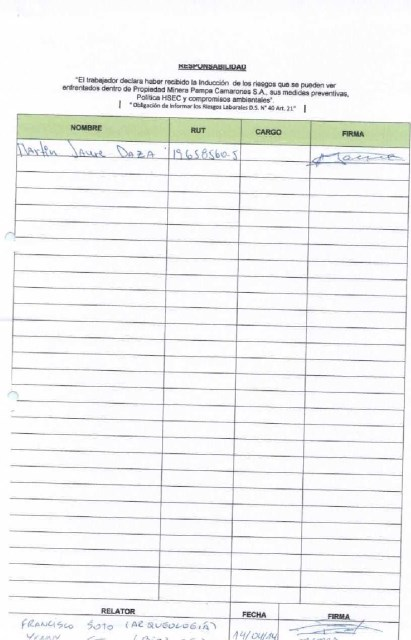 RESPONSABILIDAD
"El trabajador declara haber recibido la Inducción de los riesgos que se pueden ver
enfrentados dentro de Propiedad Minera Pampa Camarones S.A., sus medidas preventivas,
Política HSEC y compromisos ambientales".
"Obligación de Informar los Riesgos Laborales D.S. N° 40 Art. 21"
NOMBRE RUT CARGO FIRMA
Martin Jaure Daza 19658560-5
RELATOR FECHA FIRMA
FRANCISCO SOTO (ARQUEOLOGÍA)
14/04/14